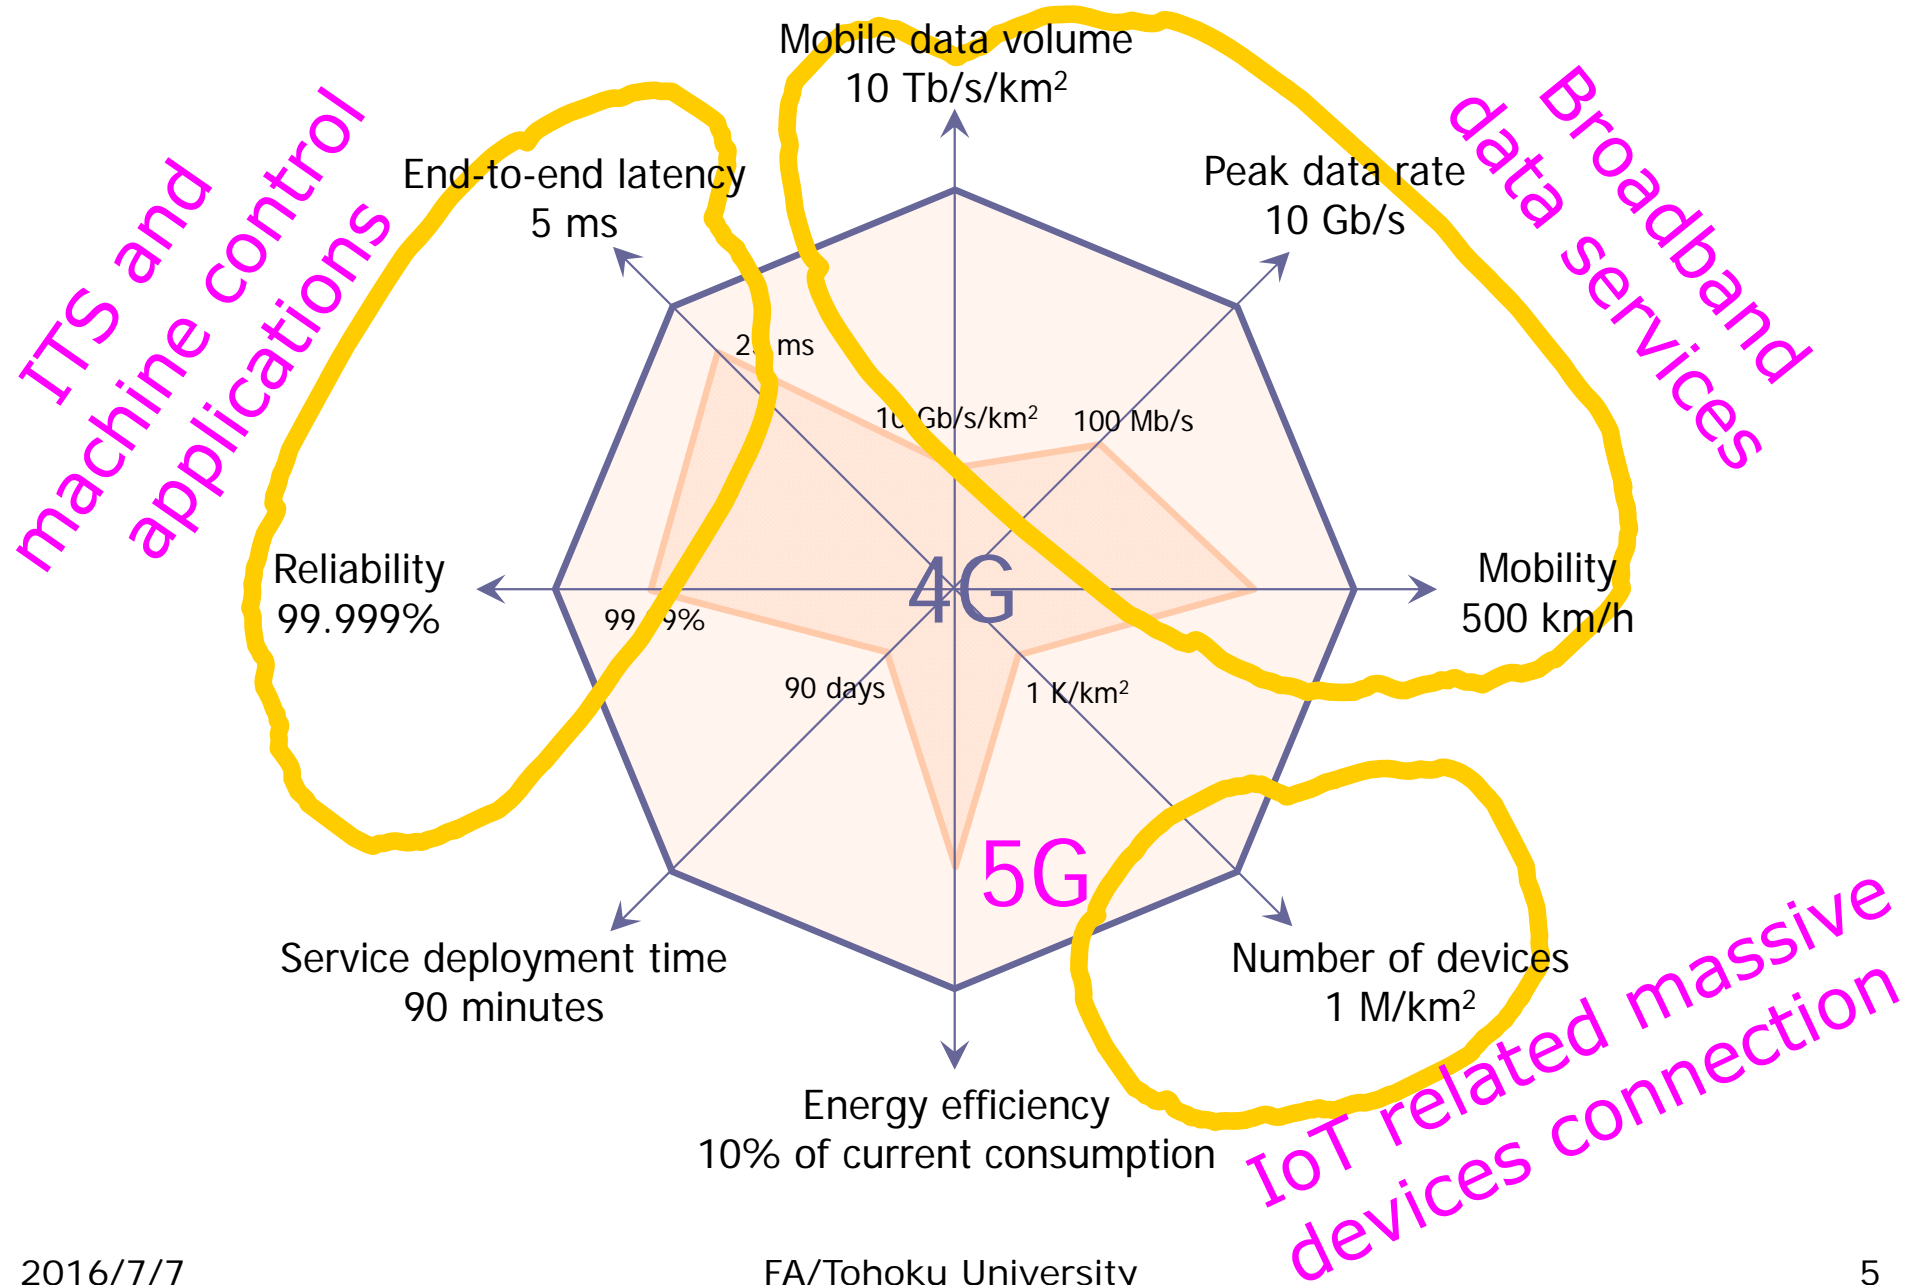 Mobile data volume
10 Tb/s/km²
Broadband
data services
ITS and
machine control
applications
End-to-end latency
5 ms
Peak data rate
10 Gb/s
ms
Gb/s/km²
100 Mb/s
4G
Reliability
99.999%
Mobility
500 km/h
90 days
1 K/km²
5G
Service deployment time
90 minutes
Number of devices
1 M/km²
Energy efficiency
10% of current consumption
IoT related massive
devices connection
2016/7/7
FA/Tohoku University
5